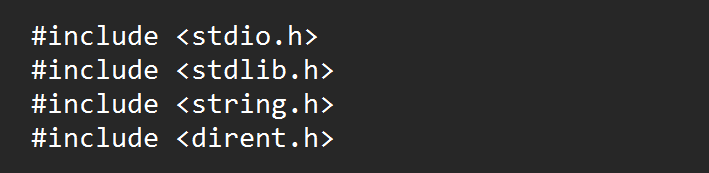 #include <stdio.h>
#include <stdlib.h>
#include <string.h>
#include <dirent.h>